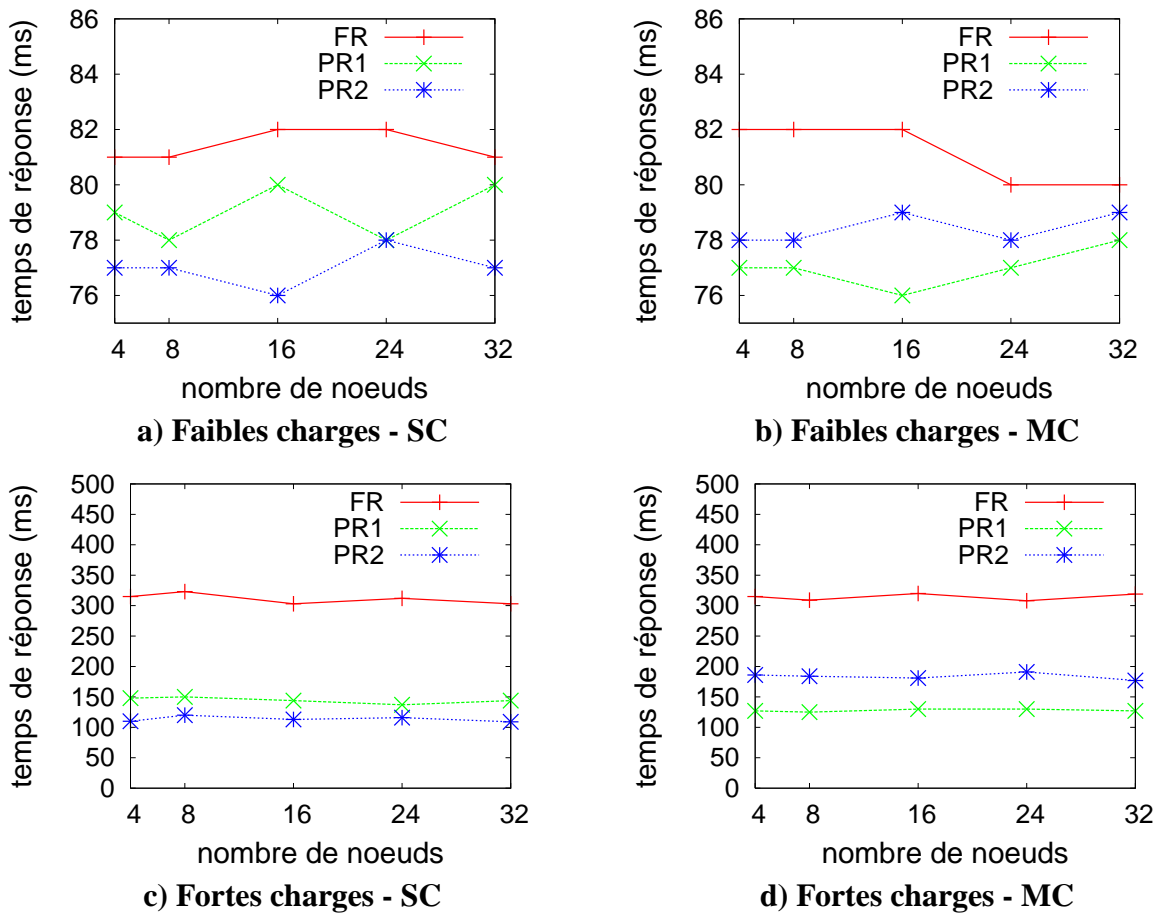 86
84
82
80
78
76
temps de réponse (ms)
FR
PR1
PR2
4 8 16 24 32
nombre de noeuds
a) Faibles charges - SC
86
84
82
80
78
76
temps de réponse (ms)
FR
PR1
PR2
4 8 16 24 32
nombre de noeuds
b) Faibles charges - MC
500
450
400
350
300
250
200
150
100
50
0
temps de réponse (ms)
FR
PR1
PR2
4 8 16 24 32
nombre de noeuds
c) Fortes charges - SC
500
450
400
350
300
250
200
150
100
50
0
temps de réponse (ms)
FR
PR1
PR2
4 8 16 24 32
nombre de noeuds
d) Fortes charges - MC